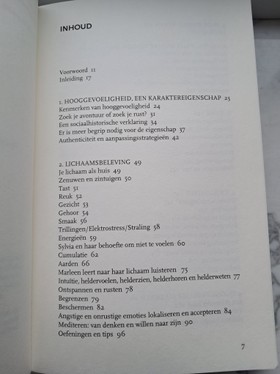 INHOUD
Voorwoord 11
Inleiding 17
1. HOOGGEVOELIGHEID, EEN KARAKTEREIGENSCHAP 23
Kenmerken van hooggevoeligheid 24
Zoek je avontuur of zoek je rust? 31
Een sociaalhistorische verklaring 34
Er is meer begrip nodig voor de eigenschap 37
Authenticiteit en aanpassingsstrategieën 42
2. LICHAAMSBELEVING 49
Je lichaam als huis 49
Zenuwen en zintuigen 50
Tast 51
Reuk 52
Gezicht 53
Gehoor 54
Smaak 56
Trillingen/Elektrostress/Straling 58
Energieën 59
Sylvia en haar behoefte om niet te voelen 60
Cumulatie 62
Aarden 66
Marleen leert naar haar lichaam luisteren 73
Intuïtie, heldervoelen, helderzien, helderhoren en helderweten 77
Ontspannen en rusten 78
Begrenzen 79
Beschermen 82
Angstige en onrustige emoties lokaliseren en accepteren 84
Mediteren: van denken en willen naar zijn 90
Oefeningen en tips 96
7